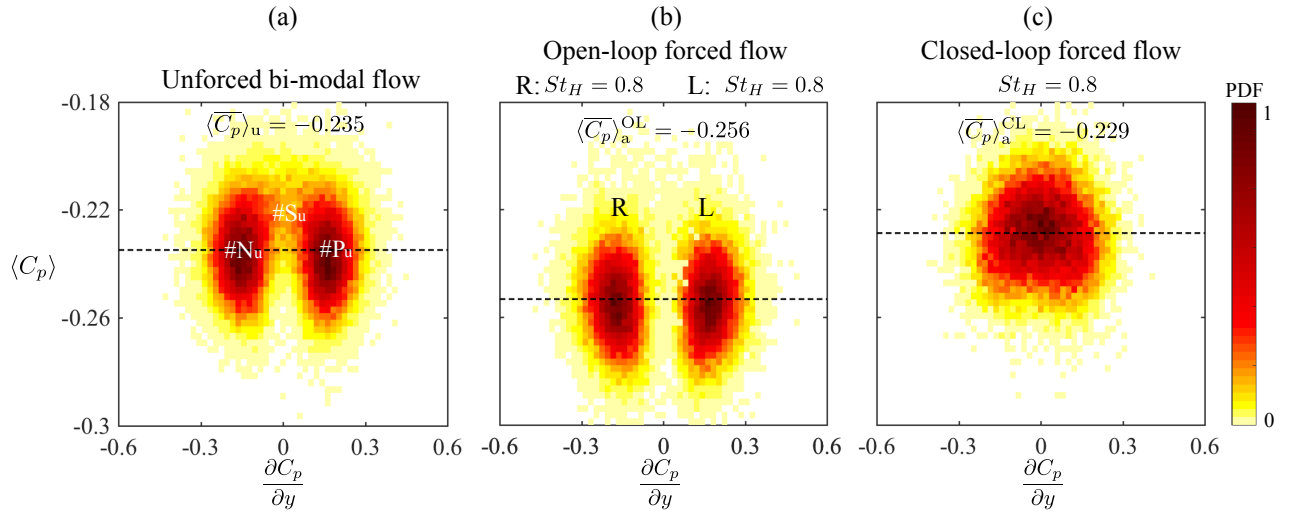 (a)
(b)
(c)
Unforced bi-modal flow
Open-loop forced flow
R: St_H = 0.8 L: St_H = 0.8
Closed-loop forced flow
St_H = 0.8
PDF
1
0
⟨C̅_p⟩_u = −0.235
⟨C̅_p⟩_a^OL = −0.256
⟨C̅_p⟩_a^CL = −0.229
#S_u
#N_u
#P_u
R
L
⟨C_p⟩
-0.18
-0.22
-0.26
-0.3
-0.6 -0.3 0 0.3 0.6
-0.6 -0.3 0 0.3 0.6
-0.6 -0.3 0 0.3 0.6
∂C_p/∂y
∂C_p/∂y
∂C_p/∂y